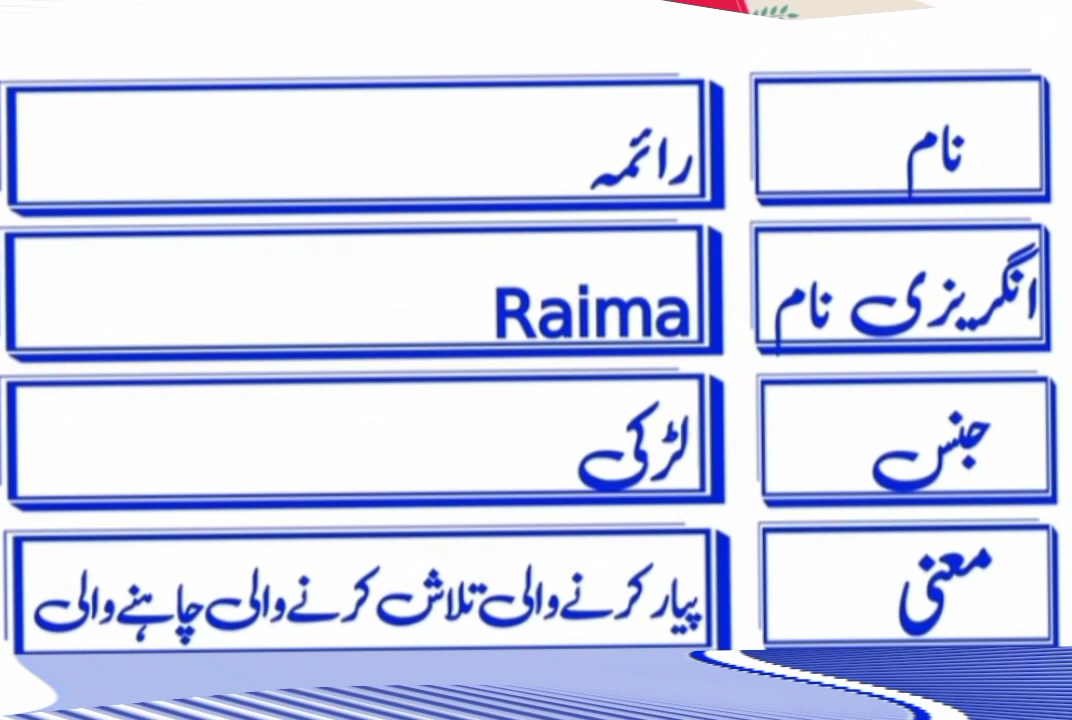 نام رائمہ
انگریزی نام Raima
جنس لڑکی
معنی پیار کرنے والی تلاش کرنے والی چاہنے والی